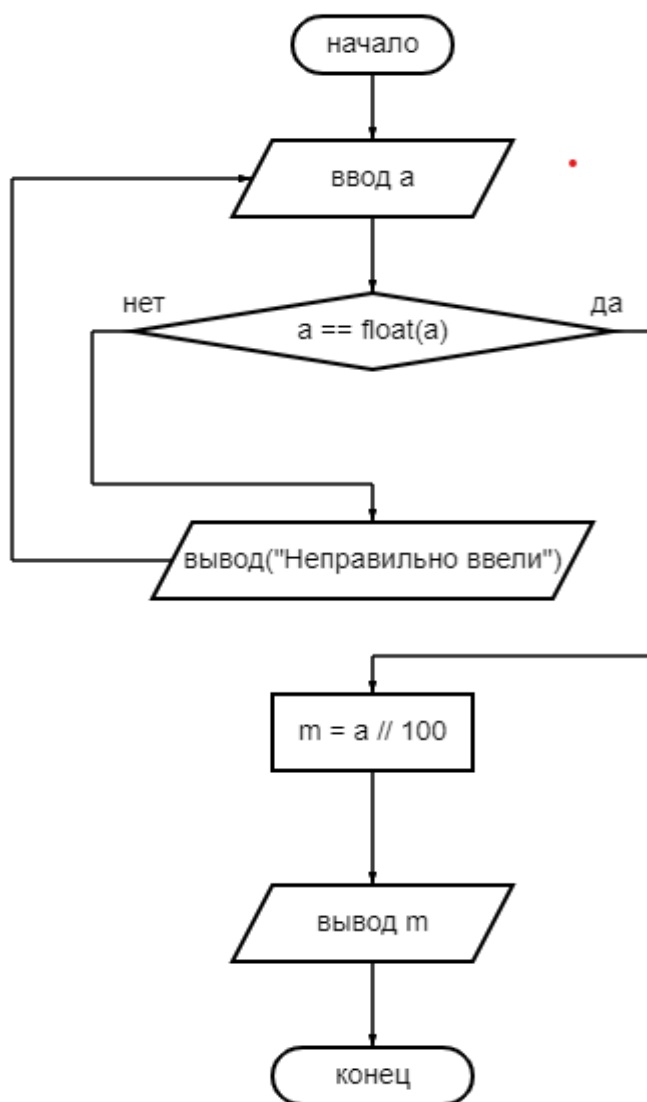 начало
ввод a
нет
да
a == float(a)
вывод("Неправильно ввели")
m = a // 100
вывод m
конец